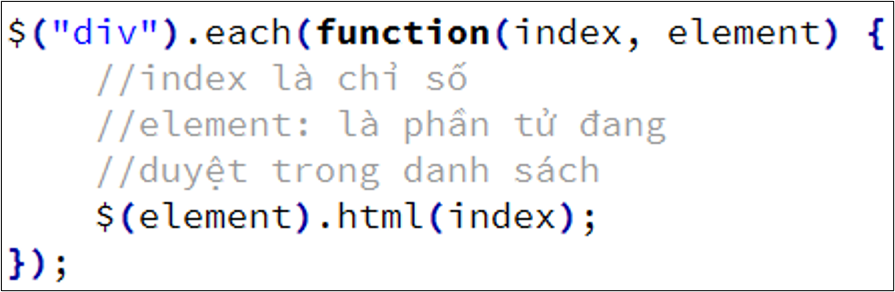 $("div").each(function(index, element) {
    //index là chỉ số
    //element: là phần tử đang
    //duyệt trong danh sách
    $(element).html(index);
});